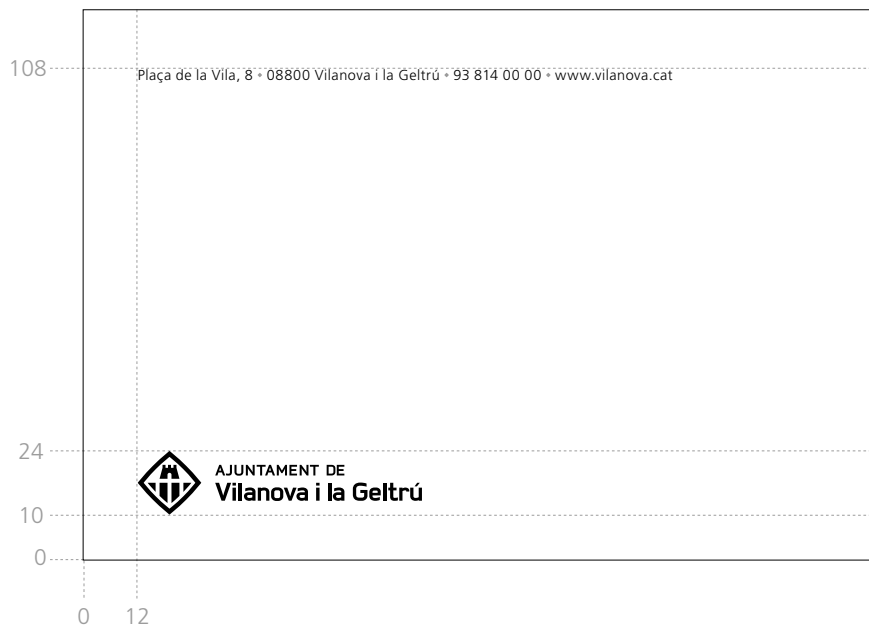 108
Plaça de la Vila, 8 • 08800 Vilanova i la Geltrú • 93 814 00 00 • www.vilanova.cat
24
AJUNTAMENT DE
Vilanova i la Geltrú
10
0
0 12